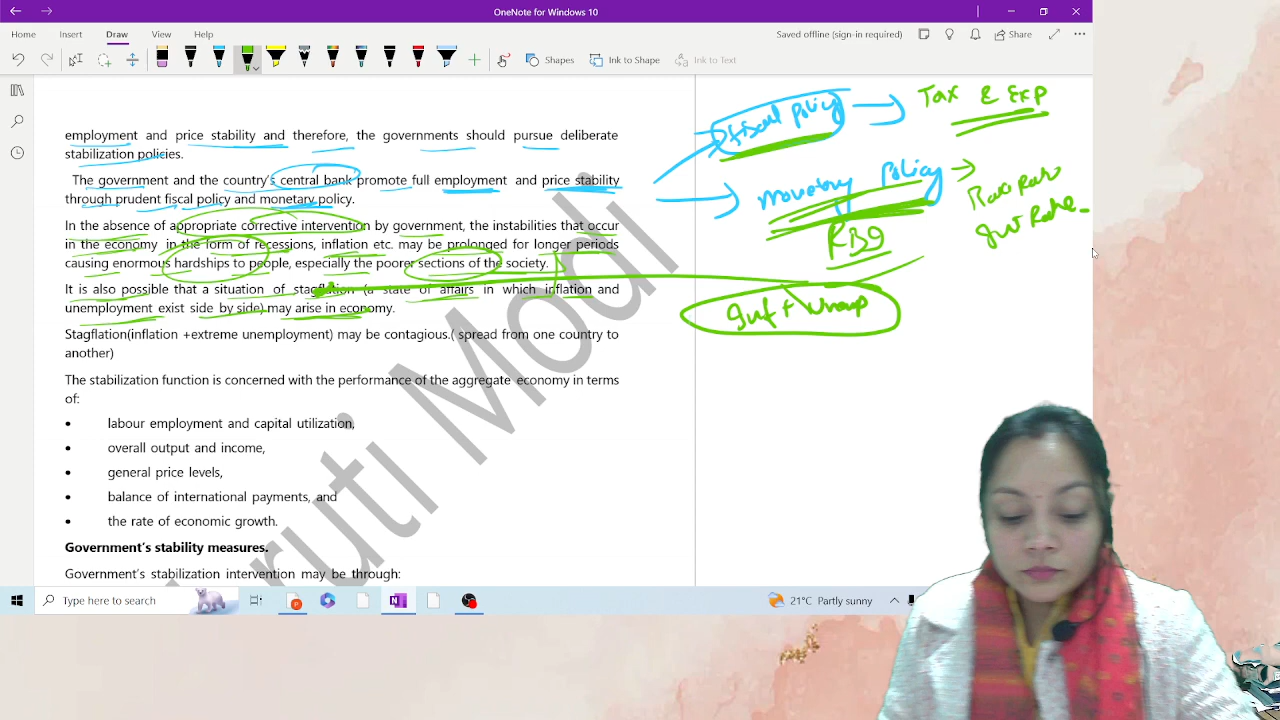 OneNote for Windows 10
Home Insert Draw View Help
Saved offline (sign-in required) Share
Shapes Ink to Shape Ink to Text
employment and price stability and therefore, the governments should pursue deliberate
stabilization policies.
The government and the country's central bank promote full employment and price stability
through prudent fiscal policy and monetary policy.
In the absence of appropriate corrective intervention by government, the instabilities that occur
in the economy in the form of recessions, inflation etc. may be prolonged for longer periods
causing enormous hardships to people, especially the poorer sections of the society.
It is also possible that a situation of stagflation (a state of affairs in which inflation and
unemployment exist side by side) may arise in economy.
Stagflation(inflation +extreme unemployment) may be contagious.( spread from one country to
another)
The stabilization function is concerned with the performance of the aggregate economy in terms
of:
• labour employment and capital utilization,
• overall output and income,
• general price levels,
• balance of international payments, and
• the rate of economic growth.
Government's stability measures.
Government's stabilization intervention may be through:
fiscal policy
Tax & Exp
monetary policy
ruti Modi
Type here to search
21°C Partly sunny